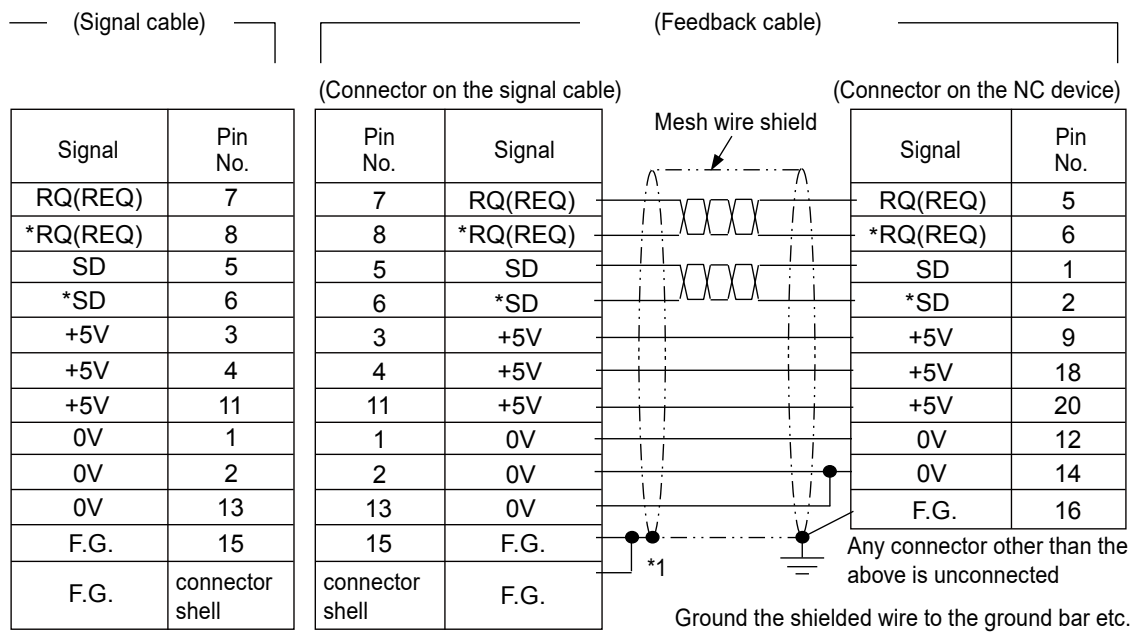 (Signal cable)
(Feedback cable)
(Connector on the signal cable)
(Connector on the NC device)
Signal Pin No.
RQ(REQ) 7
*RQ(REQ) 8
SD 5
*SD 6
+5V 3
+5V 4
+5V 11
0V 1
0V 2
0V 13
F.G. 15
F.G. connector shell
Pin No. Signal
7 RQ(REQ)
8 *RQ(REQ)
5 SD
6 *SD
3 +5V
4 +5V
11 +5V
1 0V
2 0V
13 0V
15 F.G.
connector shell F.G.
Mesh wire shield
*1
Signal Pin No.
RQ(REQ) 5
*RQ(REQ) 6
SD 1
*SD 2
+5V 9
+5V 18
+5V 20
0V 12
0V 14
F.G. 16
Any connector other than the
above is unconnected
Ground the shielded wire to the ground bar etc.